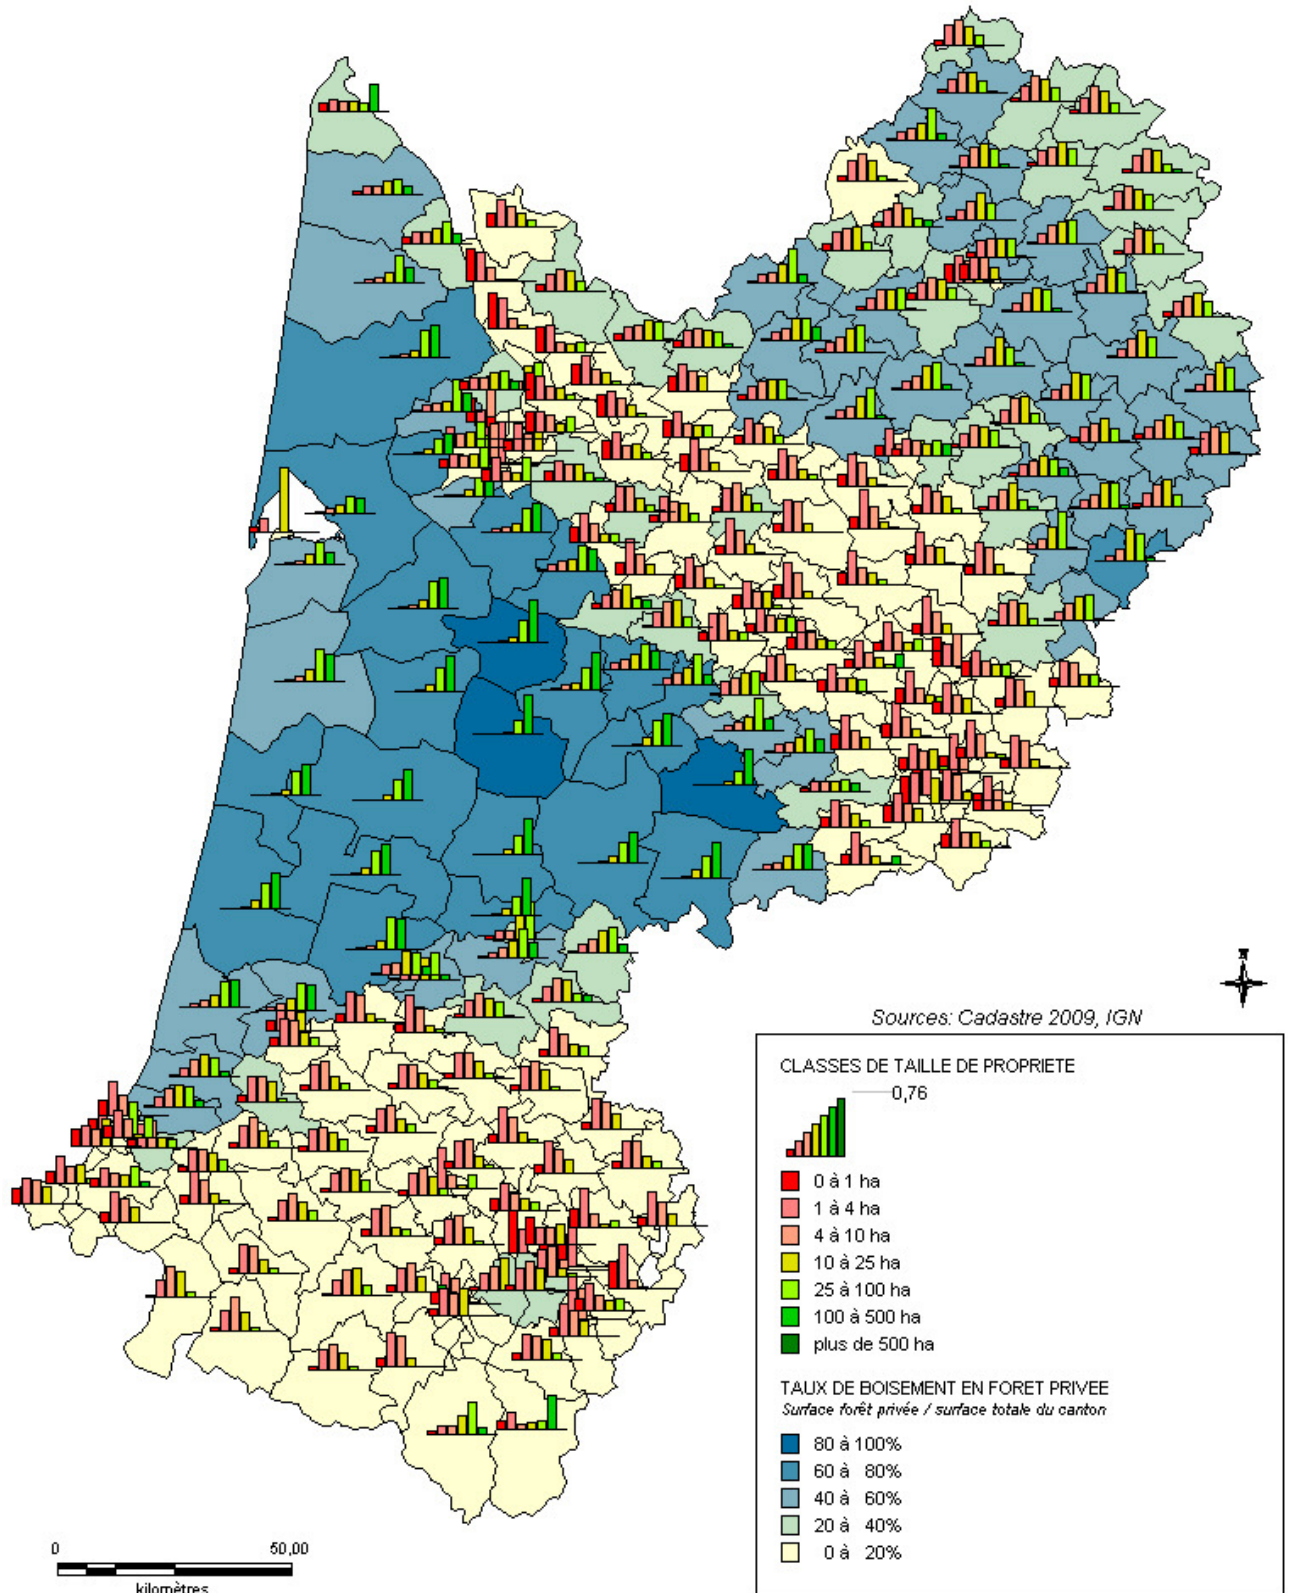 N
Sources: Cadastre 2009, IGN
CLASSES DE TAILLE DE PROPRIETE
0,76
0 à 1 ha
1 à 4 ha
4 à 10 ha
10 à 25 ha
25 à 100 ha
100 à 500 ha
plus de 500 ha
TAUX DE BOISEMENT EN FORET PRIVEE
Surface forêt privée / surface totale du canton
80 à 100%
60 à 80%
40 à 60%
20 à 40%
0 à 20%
0 50,00
kilomètres